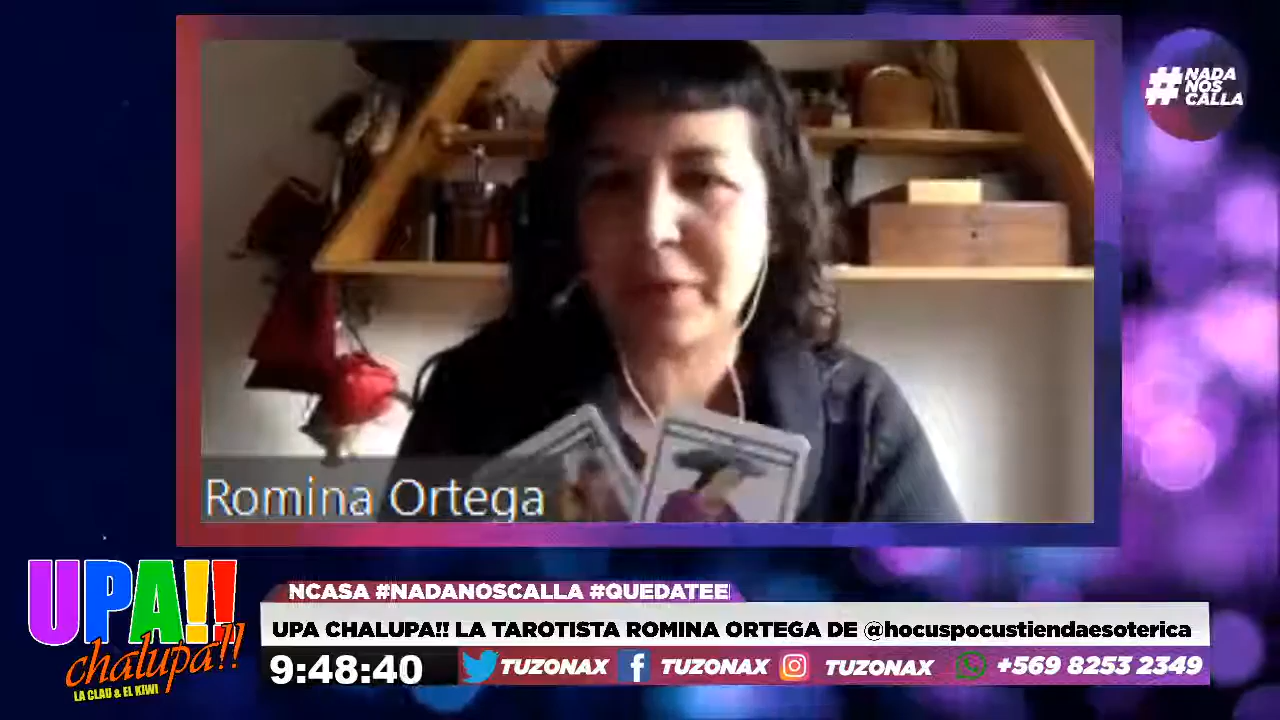 #NADA
NOS
CALLA
Romina Ortega
UPA!!
chalupa!!
LA CLAU & EL KIWI
NCASA #NADANOSCALLA #QUEDATEE
UPA CHALUPA!! LA TAROTISTA ROMINA ORTEGA DE @hocuspocustiendaesoterica
9:48:40 TUZONAX TUZONAX TUZONAX +569 8253 2349